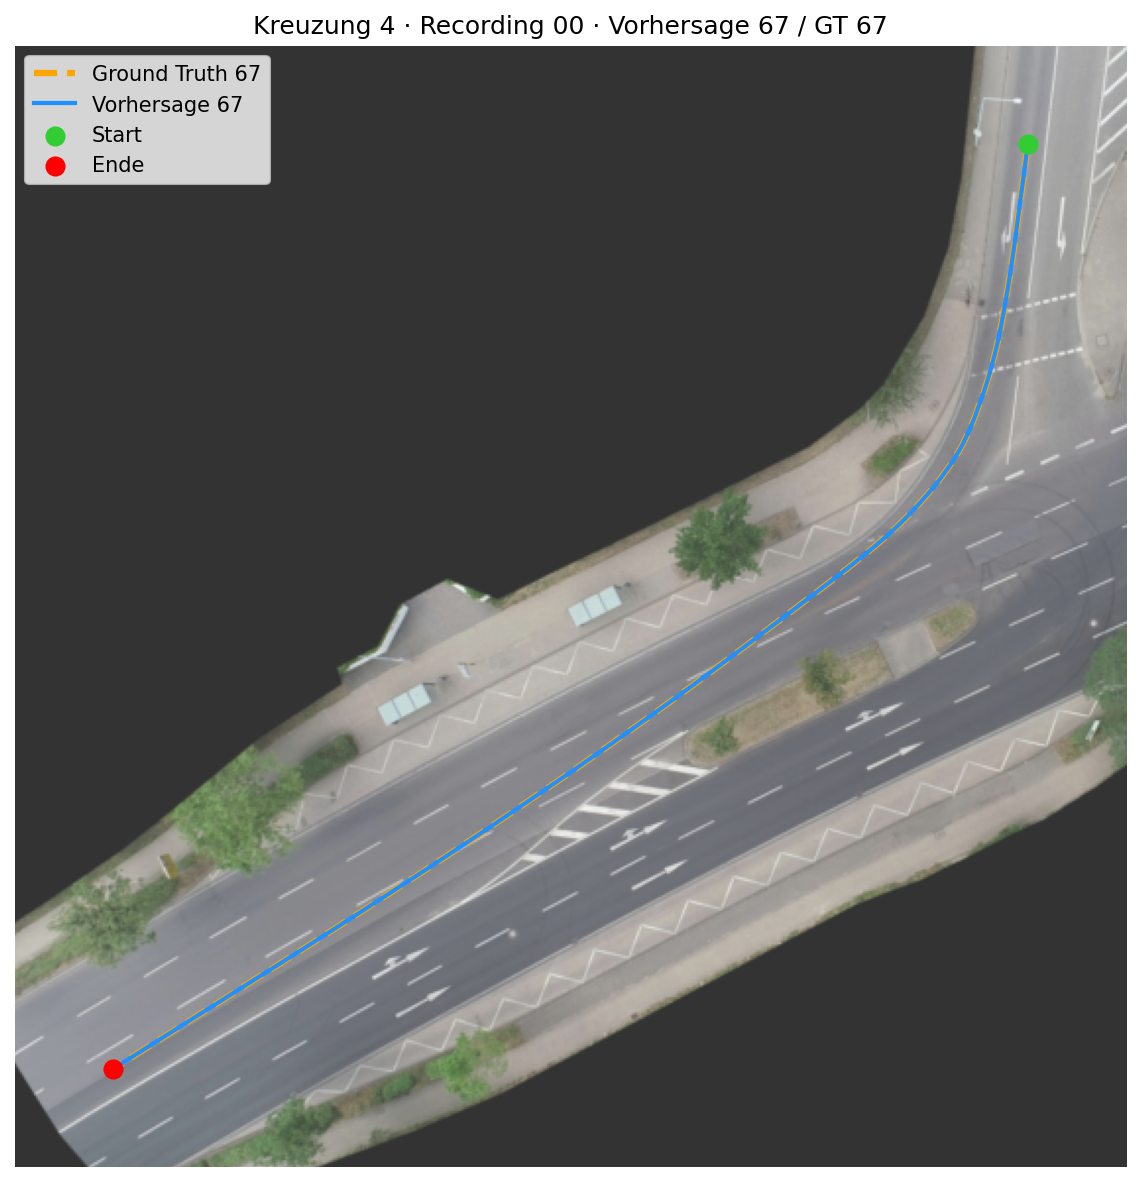 Kreuzung 4 · Recording 00 · Vorhersage 67 / GT 67
Ground Truth 67
Vorhersage 67
Start
Ende